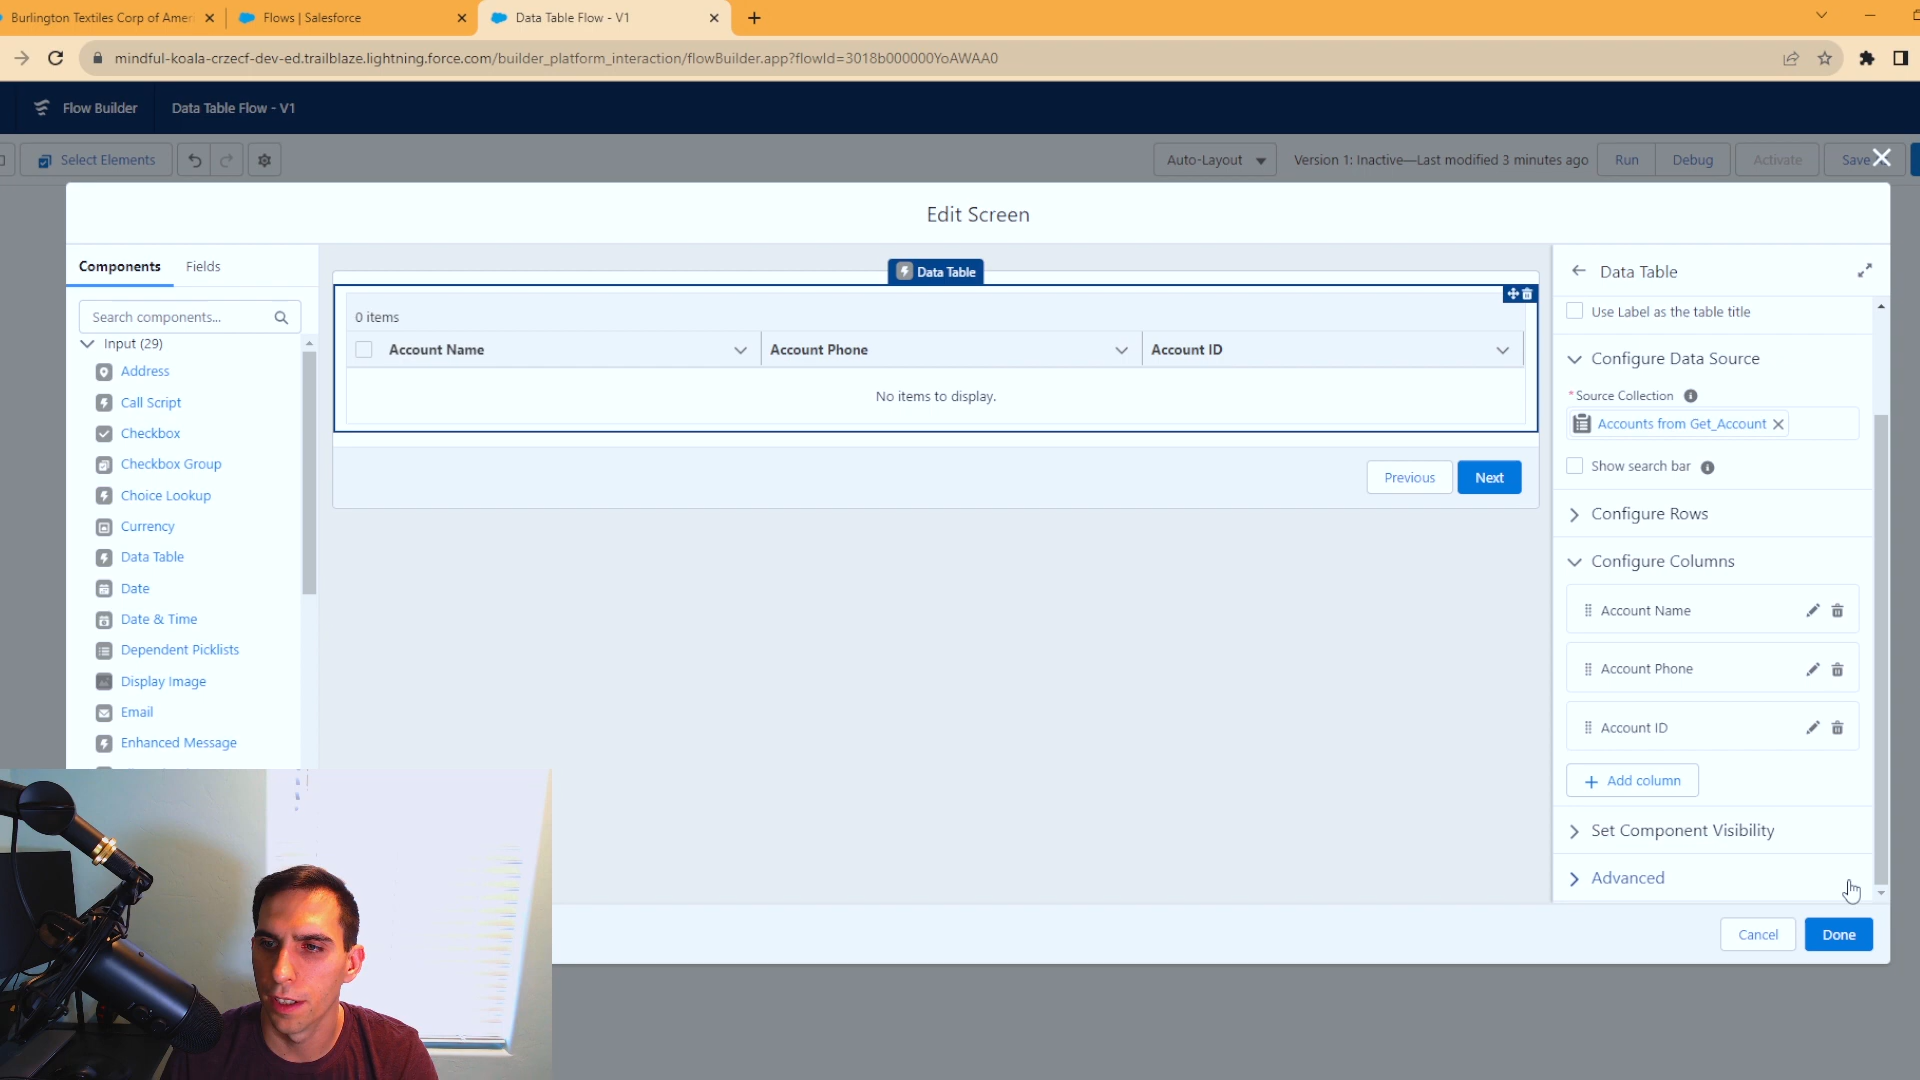 Burlington Textiles Corp of Amer
Flows | Salesforce
Data Table Flow - V1
mindful-koala-crzecf-dev-ed.trailblaze.lightning.force.com/builder_platform_interaction/flowBuilder.app?flowId=3018b000000YoAWAA0
Flow Builder
Data Table Flow - V1
Select Elements
Auto-Layout
Version 1: Inactive—Last modified 3 minutes ago
Run
Debug
Activate
Save
Edit Screen
Components
Fields
Search components...
Input (29)
Address
Call Script
Checkbox
Checkbox Group
Choice Lookup
Currency
Data Table
Date
Date & Time
Dependent Picklists
Display Image
Email
Enhanced Message
Data Table
0 items
Account Name
Account Phone
Account ID
No items to display.
Previous
Next
Data Table
Use Label as the table title
Configure Data Source
*Source Collection
Accounts from Get_Account
Show search bar
Configure Rows
Configure Columns
Account Name
Account Phone
Account ID
Add column
Set Component Visibility
Advanced
Cancel
Done